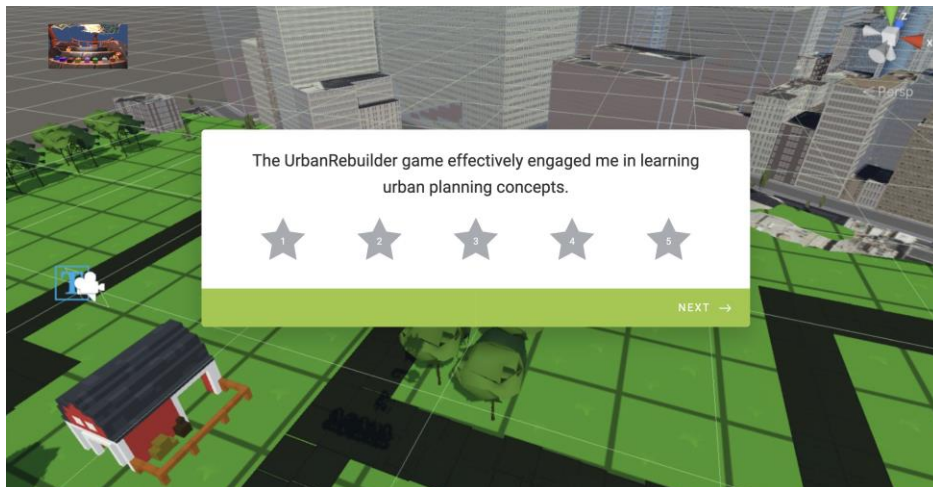 x
< Persp
The UrbanRebuilder game effectively engaged me in learning
urban planning concepts.
1 2 3 4 5
T
NEXT →